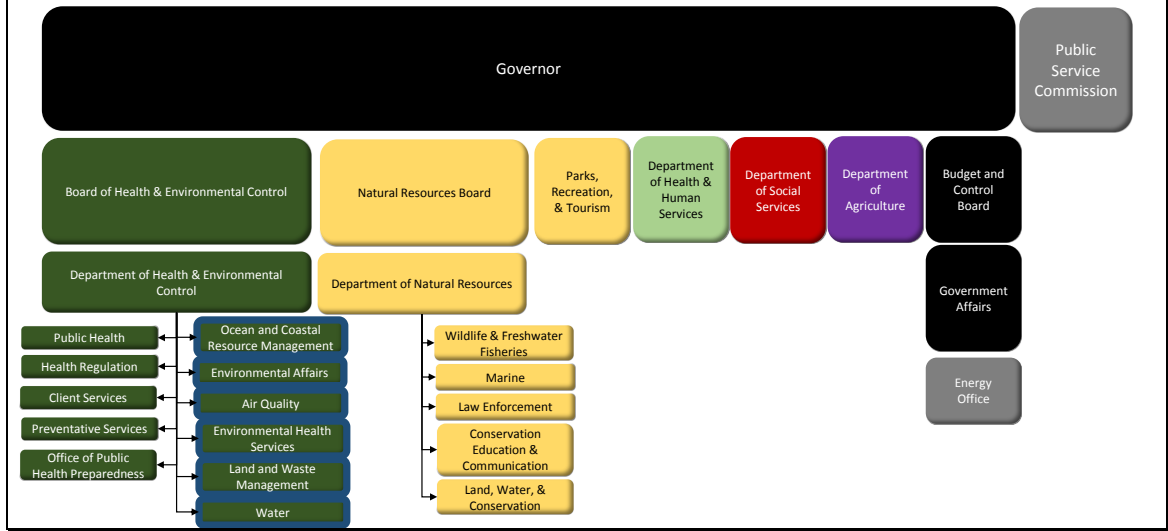 Governor
Public
Service
Commission
Board of Health & Environmental Control
Natural Resources Board
Parks,
Recreation,
& Tourism
Department
of Health &
Human
Services
Department
of Social
Services
Department
of
Agriculture
Budget and
Control
Board
Department of Health & Environmental
Control
Department of Natural Resources
Government
Affairs
Energy
Office
Public Health
Health Regulation
Client Services
Preventative Services
Office of Public
Health Preparedness
Ocean and Coastal
Resource Management
Environmental Affairs
Air Quality
Environmental Health
Services
Land and Waste
Management
Water
Wildlife & Freshwater
Fisheries
Marine
Law Enforcement
Conservation
Education &
Communication
Land, Water, &
Conservation